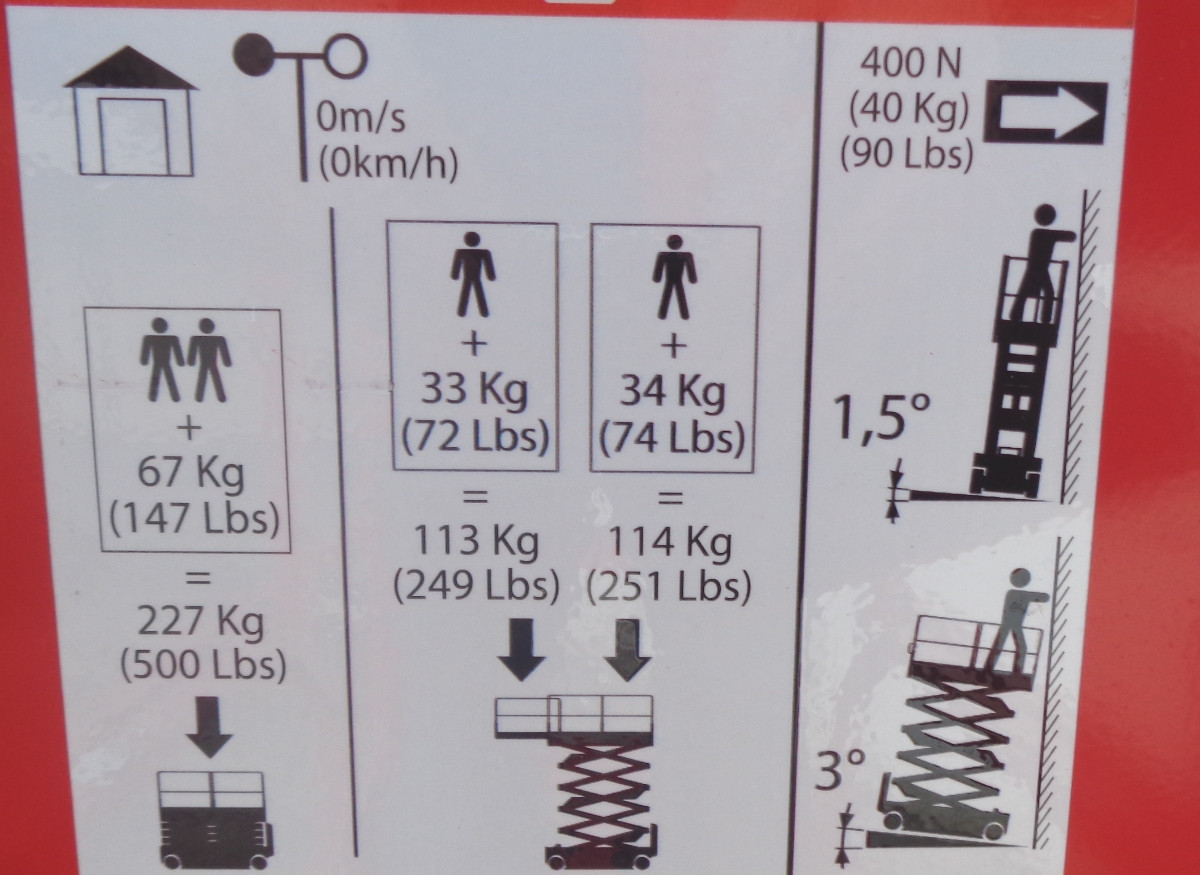 0m/s
(0km/h)
+
67 Kg
(147 Lbs)
=
227 Kg
(500 Lbs)
+
33 Kg
(72 Lbs)
=
113 Kg
(249 Lbs)
+
34 Kg
(74 Lbs)
=
114 Kg
(251 Lbs)
400 N
(40 Kg)
(90 Lbs)
1,5°
3°